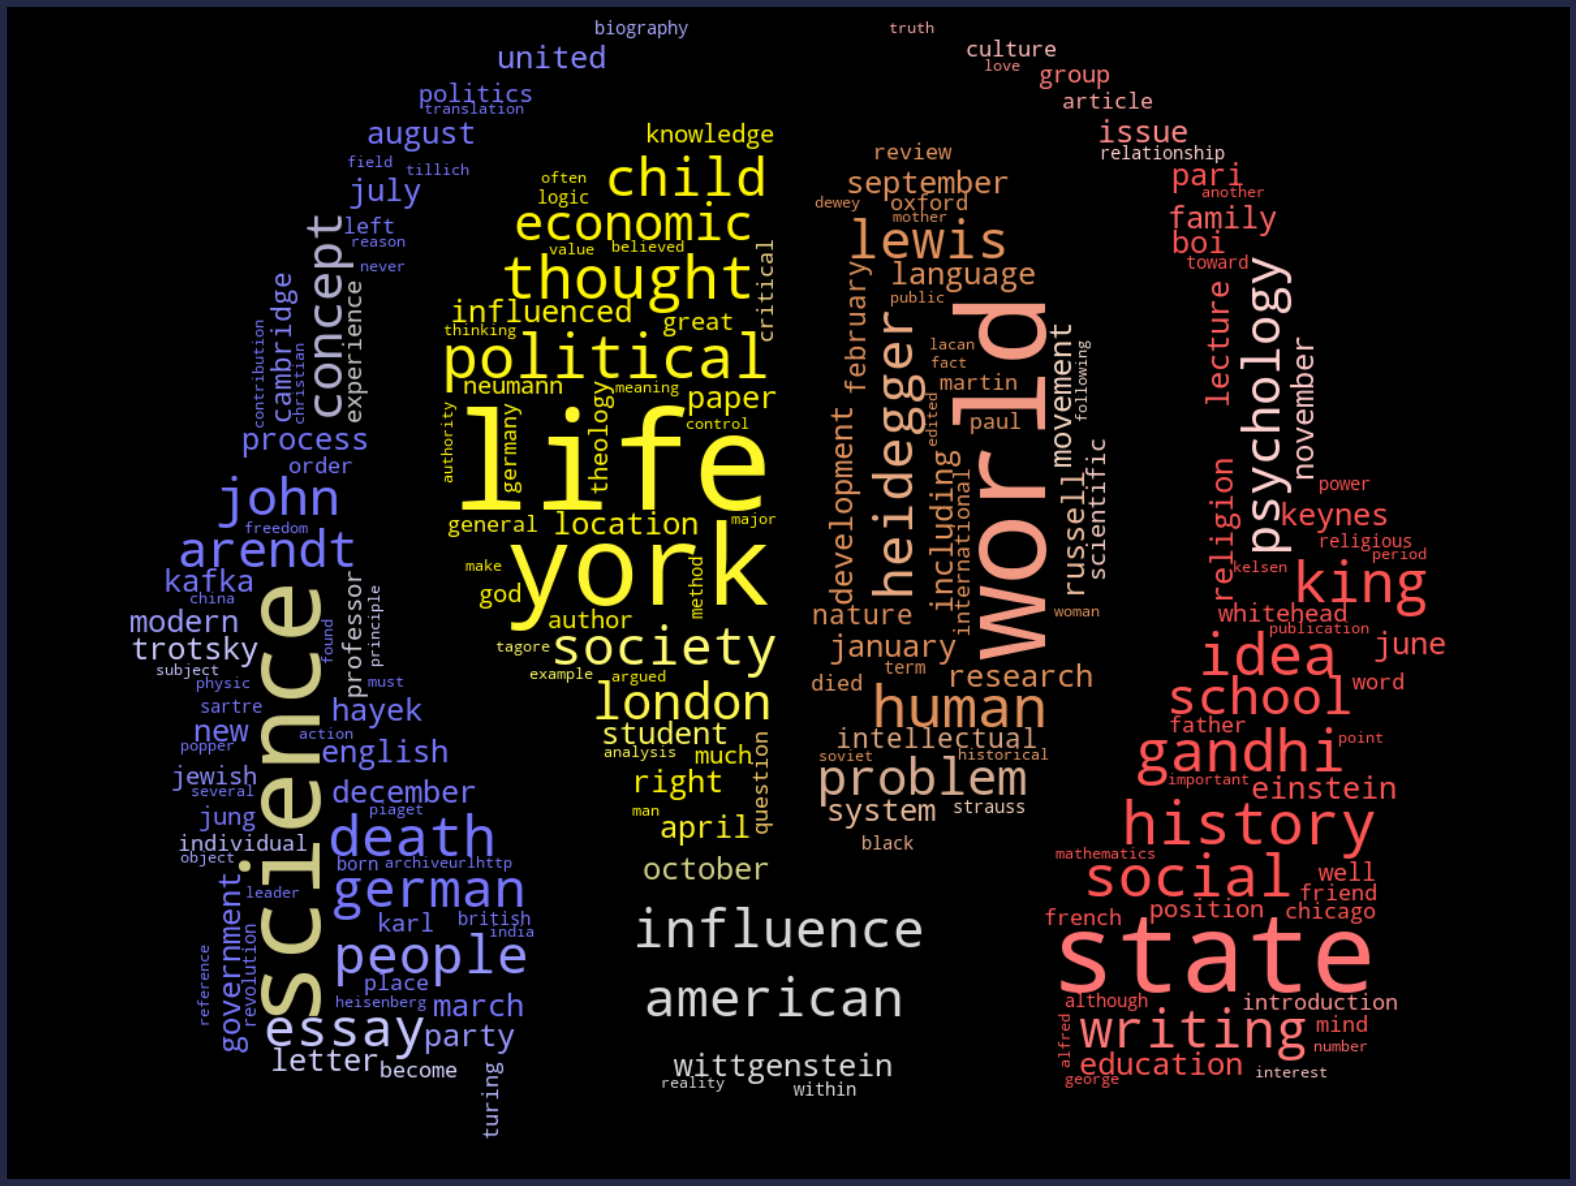 biography
united
politics
translation
august
field
tillich
july
concept
left
reason
never
cambridge
experience
contribution
christian
process
order
john
freedom
arendt
kafka
china
modern
trotsky
subject
physic
science
professor
principle
found
must
sartre
new
popper
hayek
action
english
jewish
several
jung
december
piaget
individual
object
death
born
archiveurlhttp
leader
german
government
revolution
reference
karl
british
india
people
place
heisenberg
march
essay
party
letter
become
turing
knowledge
often
child
logic
economic
value
believed
critical
thought
influenced
great
thinking
political
neumann
meaning
paper
control
authority
germany
theology
life
general
location
major
york
make
god
method
author
tagore
society
example
argued
london
student
analysis
much
question
right
man
april
october
influence
american
wittgenstein
reality
within
truth
culture
love
group
article
issue
relationship
review
september
dewey
oxford
mother
lewis
language
february
public
heidegger
world
lacan
fact
martin
edited
paul
movement
following
development
including
international
russell
scientific
woman
nature
january
term
research
died
human
intellectual
soviet
historical
problem
system
strauss
black
pari
another
family
boi
toward
lecture
psychology
november
religion
power
keynes
religious
period
kelsen
king
whitehead
publication
june
idea
school
word
father
gandhi
point
important
einstein
history
mathematics
social
well
friend
french
position
chicago
state
although
introduction
alfred
writing
mind
number
education
george
interest